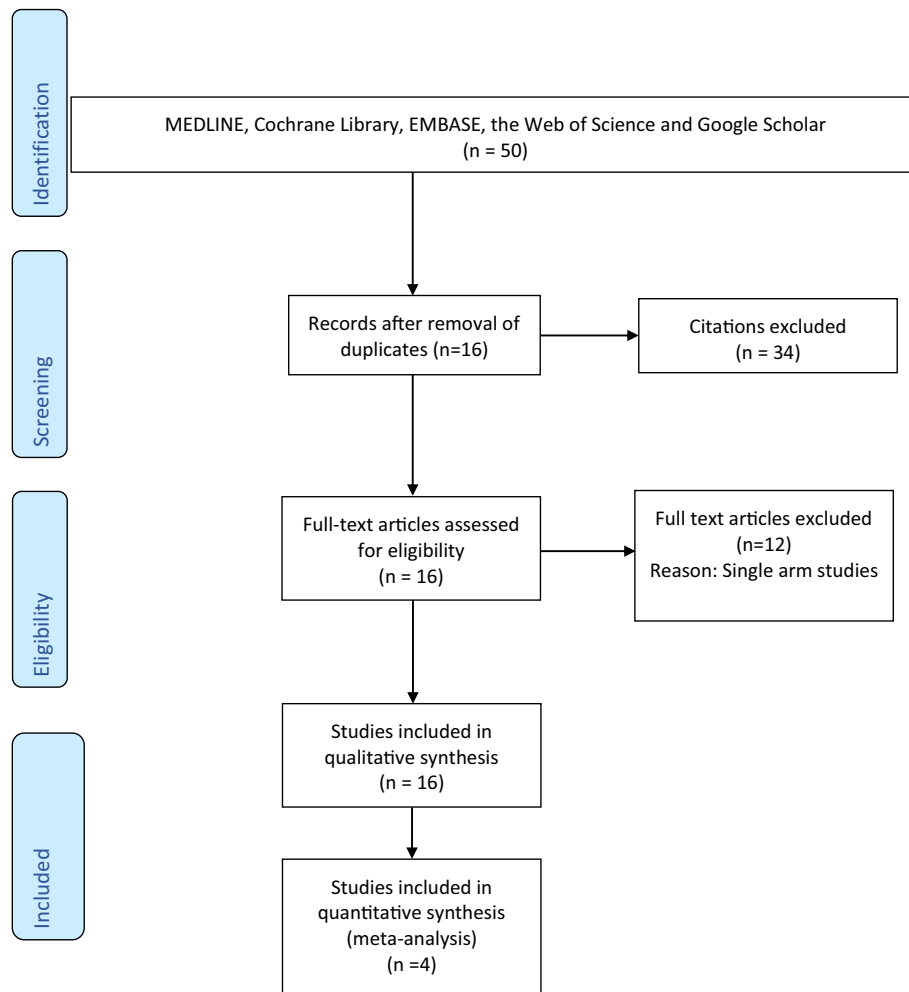 Identification
MEDLINE, Cochrane Library, EMBASE, the Web of Science and Google Scholar
(n = 50)
Screening
Records after removal of
duplicates (n=16)
Citations excluded
(n = 34)
Eligibility
Full-text articles assessed
for eligibility
(n = 16)
Full text articles excluded
(n=12)
Reason: Single arm studies
Included
Studies included in
qualitative synthesis
(n = 16)
Studies included in
quantitative synthesis
(meta-analysis)
(n =4)